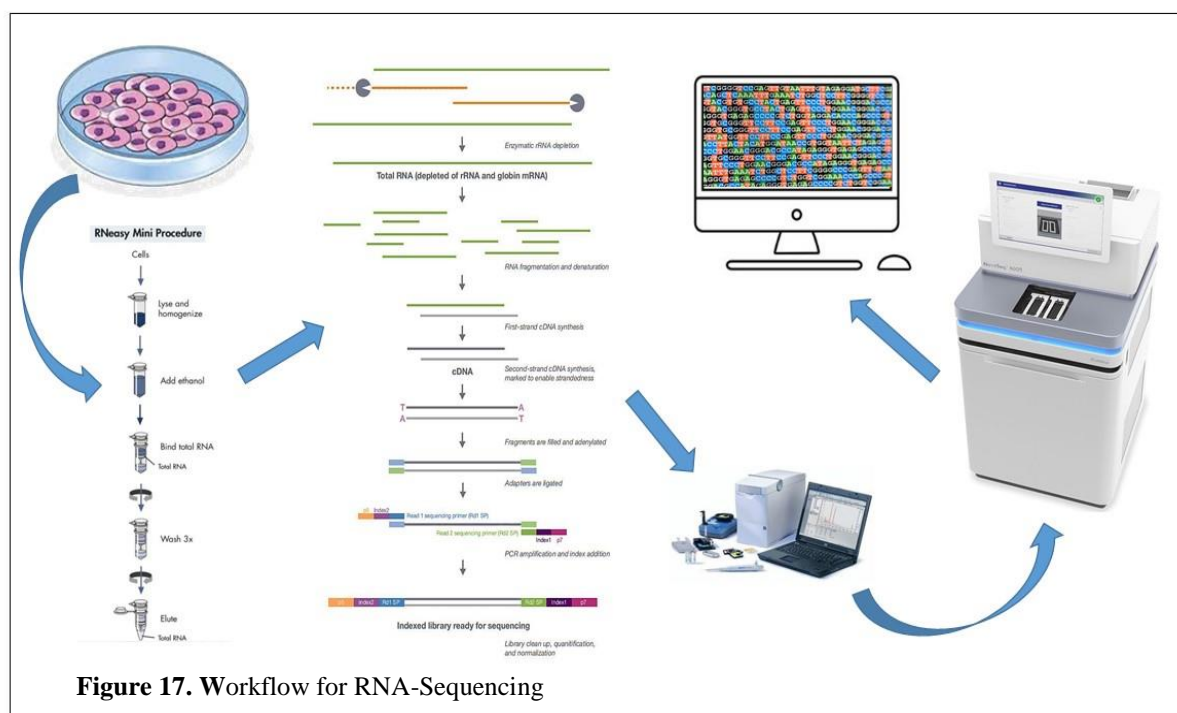 RNeasy Mini Procedure
Cells
Lyse and
homogenize
Add ethanol
Bind total RNA
Total RNA
Wash 3x
Elute
Total RNA
Enzymatic rRNA depletion
Total RNA (depleted of rRNA and globin mRNA)
RNA fragmentation and denaturation
First-strand cDNA synthesis
Second-strand cDNA synthesis,
marked to enable strandedness
cDNA
T A
A T
Fragments are filled and adenylated
Adapters are ligated
p5 Index2 Read 1 sequencing primer (Rd1 SP)
Read 2 sequencing primer (Rd2 SP)
Index1 p7
PCR amplification and index addition
p5 Index2 Rd1 SP Rd2 SP Index1 p7
Indexed library ready for sequencing
Library clean up, quanitification,
and normalization
Figure 17. Workflow for RNA-Sequencing